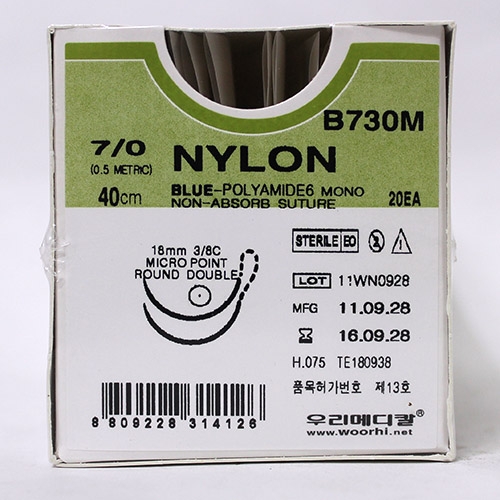 B730M
7/0
(0.5 METRIC)
NYLON
40cm
BLUE-POLYAMIDE6 MONO
NON-ABSORB SUTURE
20EA
18mm 3/8C
MICRO POINT
ROUND DOUBLE
STERILE EO
LOT 11WN0928
MFG 11.09.28
16.09.28
H.075 TE180938
품목허가번호 제13호
8 809228 314126
우리메디칼®
www.woorhi.net